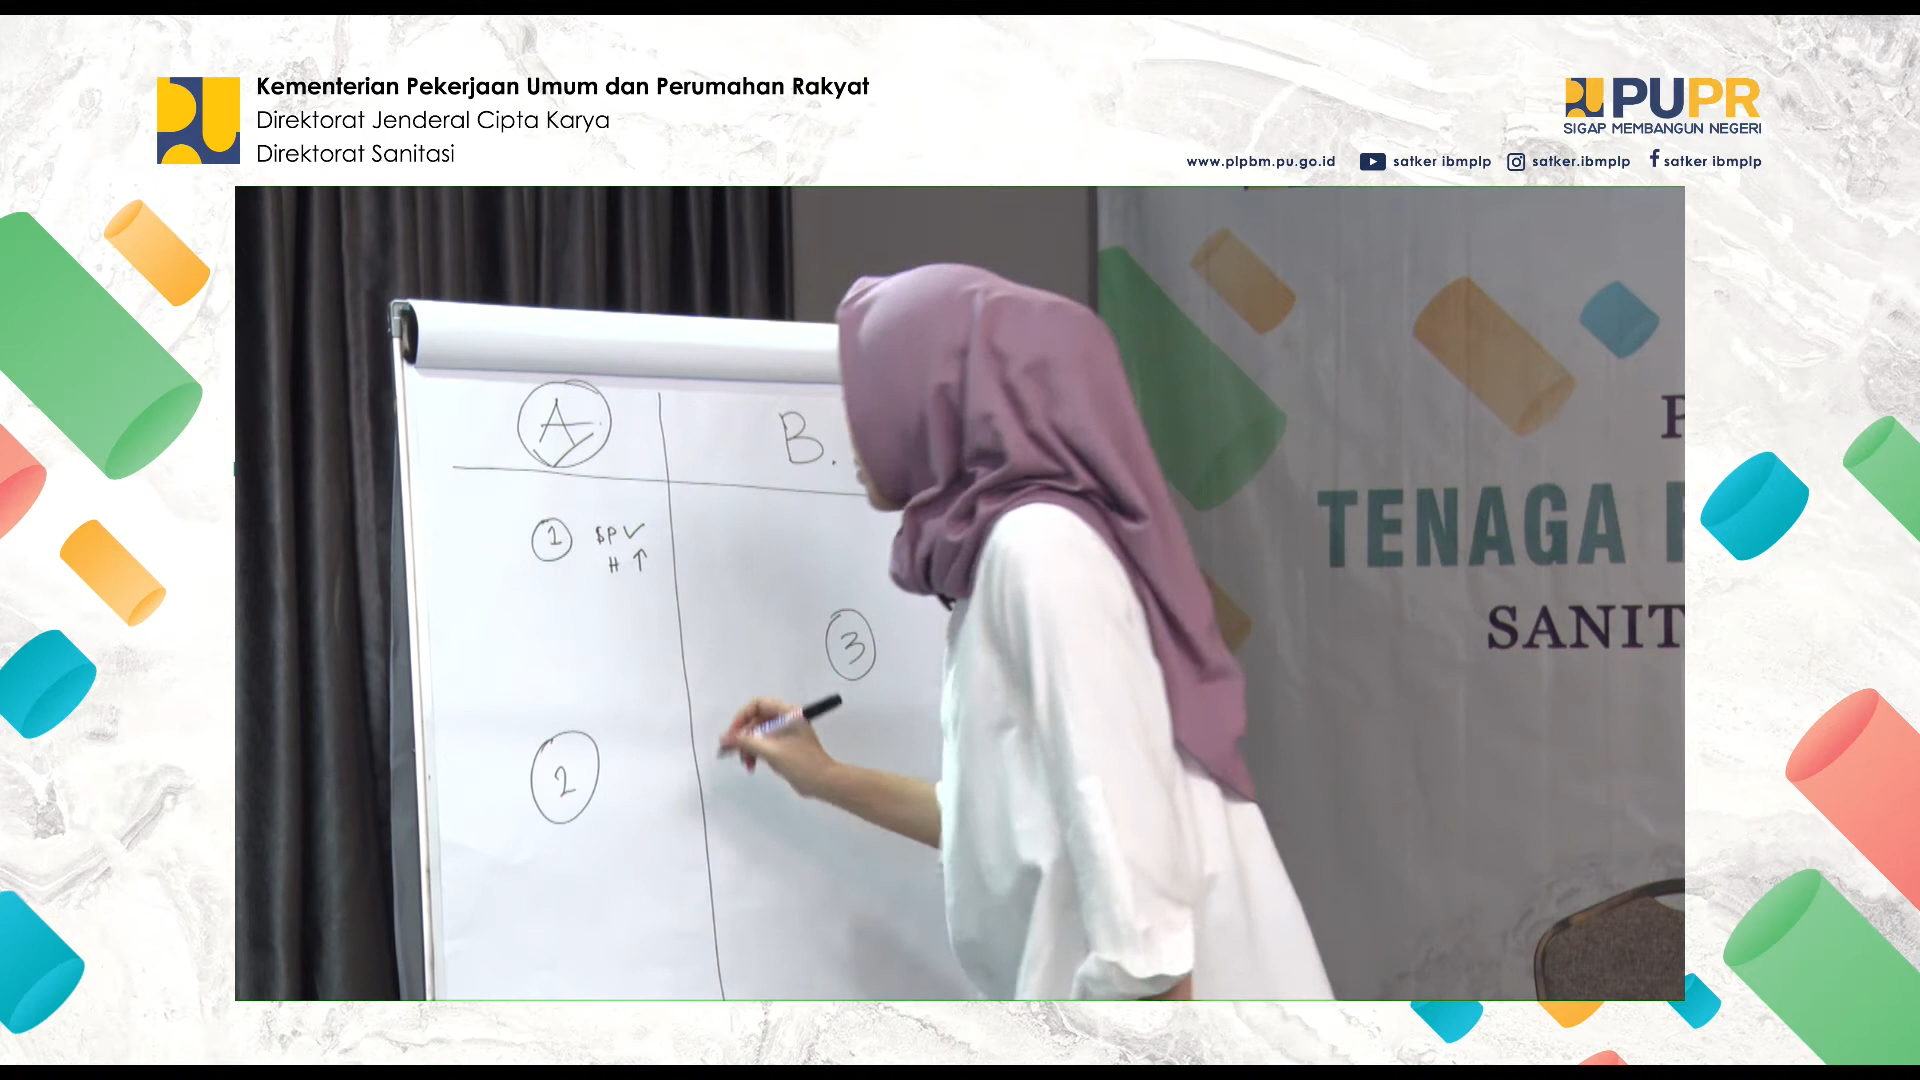 Kementerian Pekerjaan Umum dan Perumahan Rakyat
Direktorat Jenderal Cipta Karya
Direktorat Sanitasi
PUPR
SIGAP MEMBANGUN NEGERI
www.plpbm.pu.go.id satker ibmplp satker.ibmplp satker ibmplp
A
B.
1 SP✓
H ↑
3
2
TENAGA
SANIT